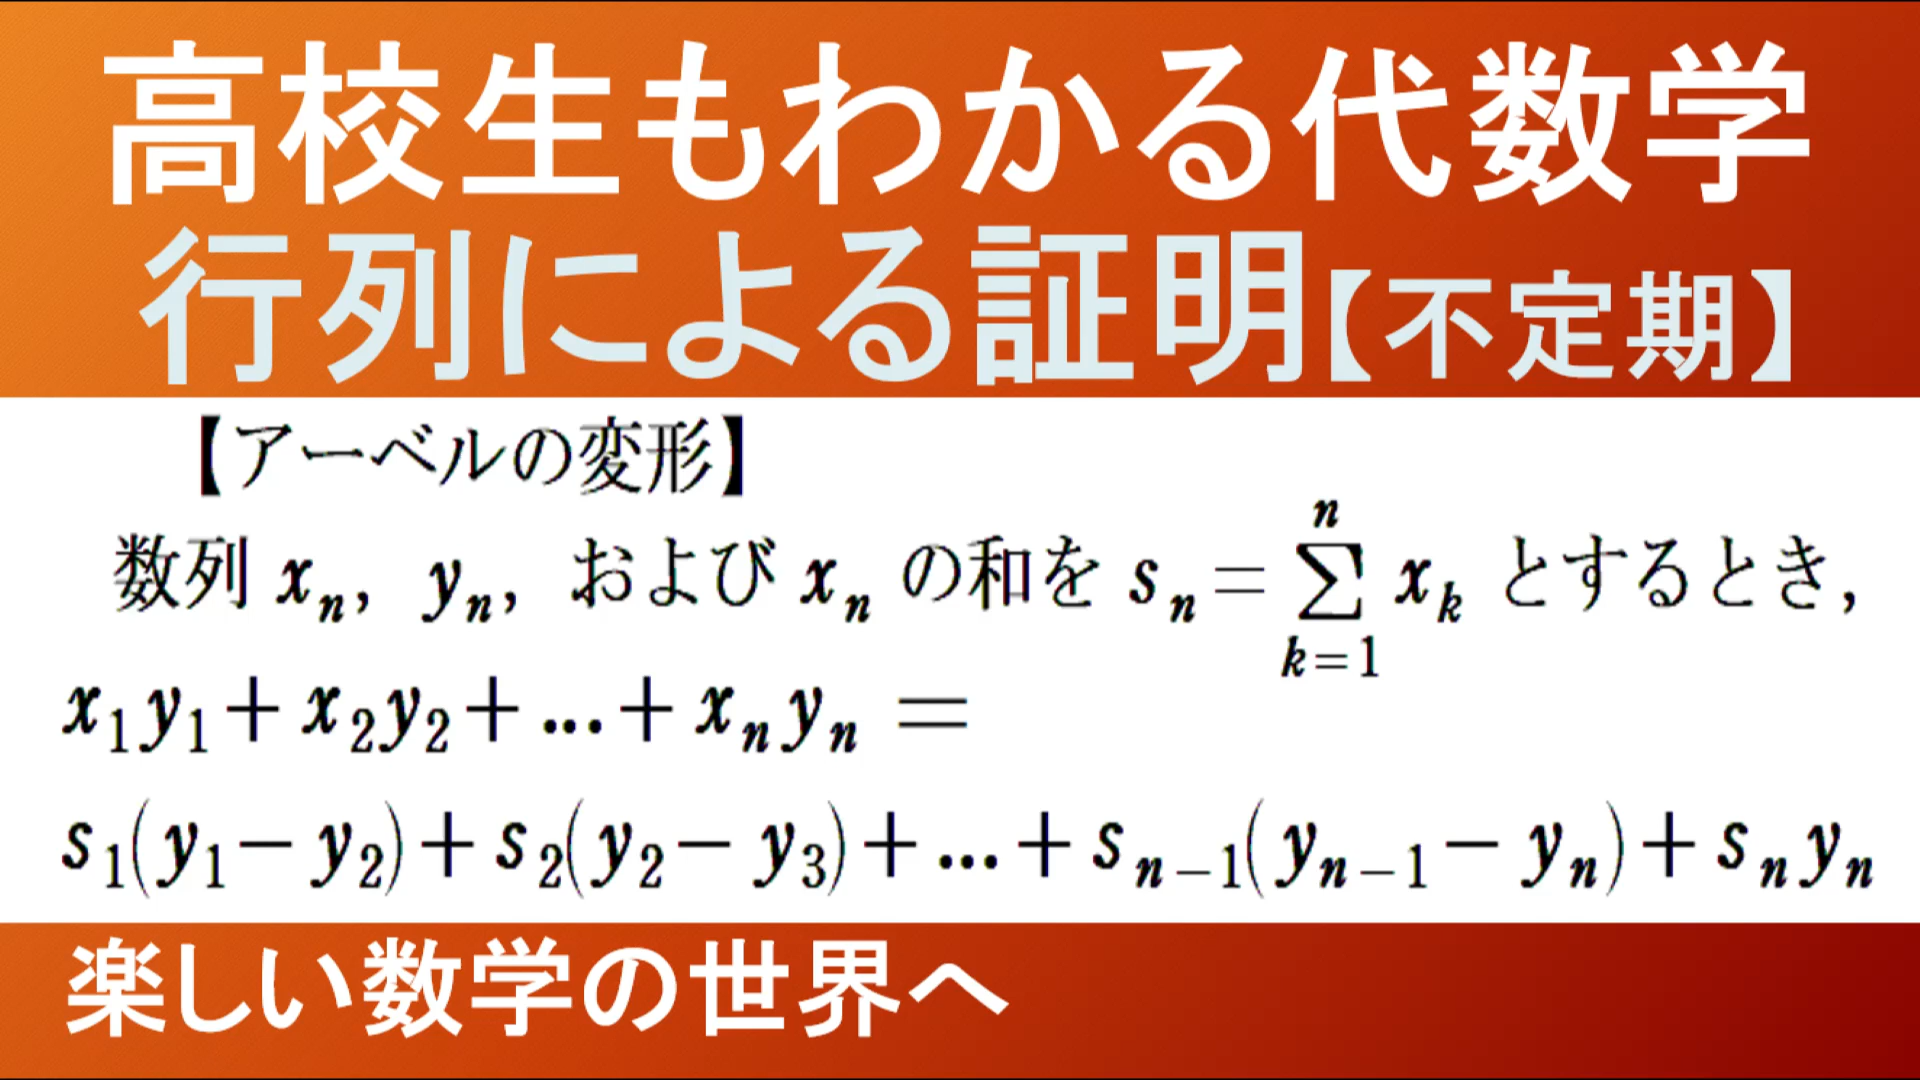 高校生もわかる代数学
行列による証明【不定期】
【アーベルの変形】
数列 xₙ, yₙ, および xₙ の和を sₙ = ∑ₖ₌₁ⁿ xₖ とするとき,
x₁y₁ + x₂y₂ + ... + xₙyₙ =
s₁(y₁ − y₂) + s₂(y₂ − y₃) + ... + sₙ₋₁(yₙ₋₁ − yₙ) + sₙyₙ
楽しい数学の世界へ